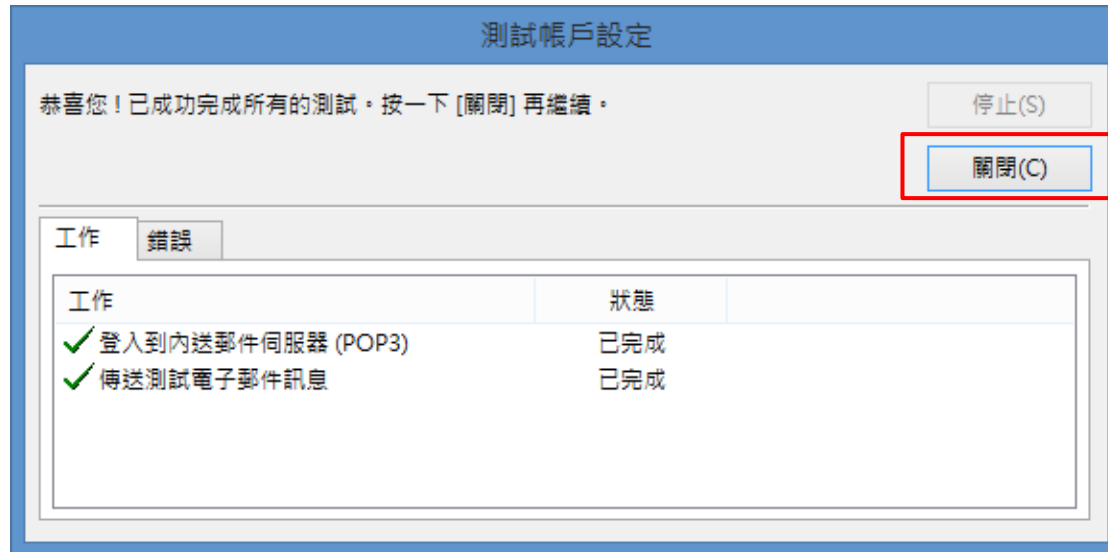 測試帳戶設定
恭喜您！已成功完成所有的測試。按一下 [關閉] 再繼續。
停止(S)
關閉(C)
工作 錯誤
工作 狀態
登入到內送郵件伺服器 (POP3) 已完成
傳送測試電子郵件訊息 已完成